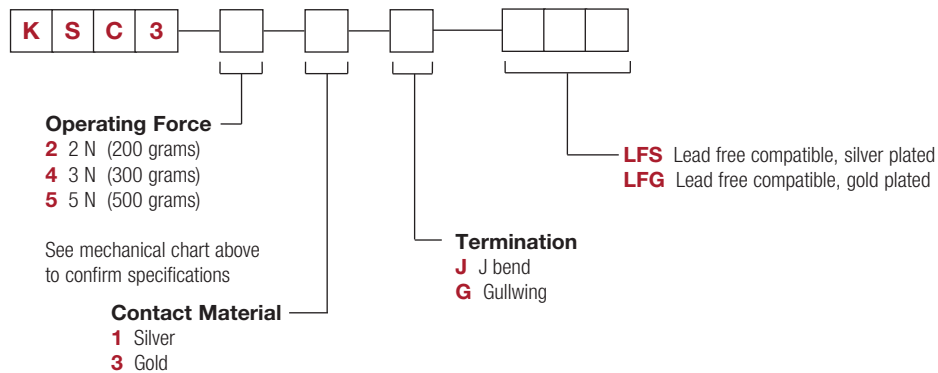 K S C 3
Operating Force
2 2 N (200 grams)
4 3 N (300 grams)
5 5 N (500 grams)
See mechanical chart above
to confirm specifications
Contact Material
1 Silver
3 Gold
Termination
J J bend
G Gullwing
LFS Lead free compatible, silver plated
LFG Lead free compatible, gold plated